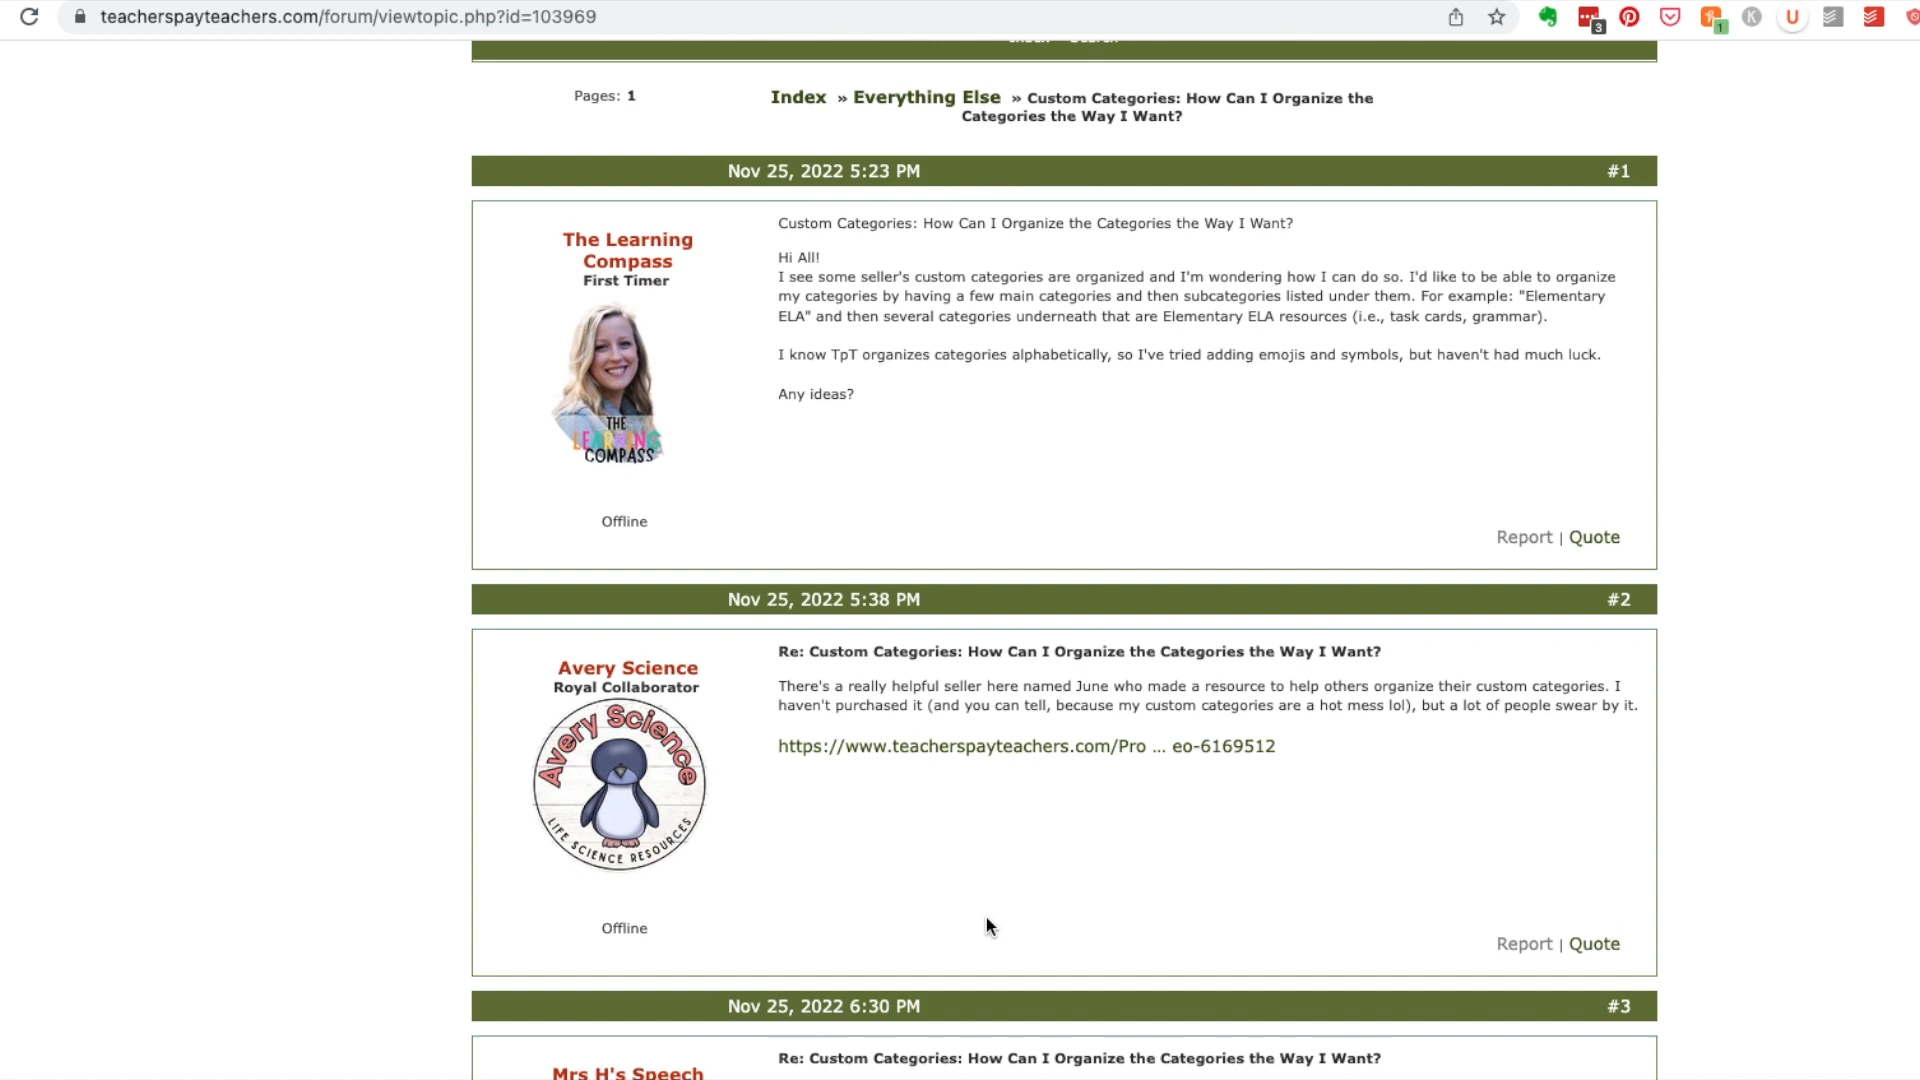 teacherspayteachers.com/forum/viewtopic.php?id=103969
3
1
K
U
Pages: 1
Index » Everything Else » Custom Categories: How Can I Organize the
Categories the Way I Want?
Nov 25, 2022 5:23 PM #1
The Learning
Compass
First Timer
THE
LEARNING
COMPASS
Offline
Custom Categories: How Can I Organize the Categories the Way I Want?
Hi All!
I see some seller's custom categories are organized and I'm wondering how I can do so. I'd like to be able to organize
my categories by having a few main categories and then subcategories listed under them. For example: "Elementary
ELA" and then several categories underneath that are Elementary ELA resources (i.e., task cards, grammar).
I know TpT organizes categories alphabetically, so I've tried adding emojis and symbols, but haven't had much luck.
Any ideas?
Report | Quote
Nov 25, 2022 5:38 PM #2
Avery Science
Royal Collaborator
Avery Science
LIFE SCIENCE RESOURCES
Offline
Re: Custom Categories: How Can I Organize the Categories the Way I Want?
There's a really helpful seller here named June who made a resource to help others organize their custom categories. I
haven't purchased it (and you can tell, because my custom categories are a hot mess lol), but a lot of people swear by it.
https://www.teacherspayteachers.com/Pro ... eo-6169512
Report | Quote
Nov 25, 2022 6:30 PM #3
Mrs H's Speech
Re: Custom Categories: How Can I Organize the Categories the Way I Want?